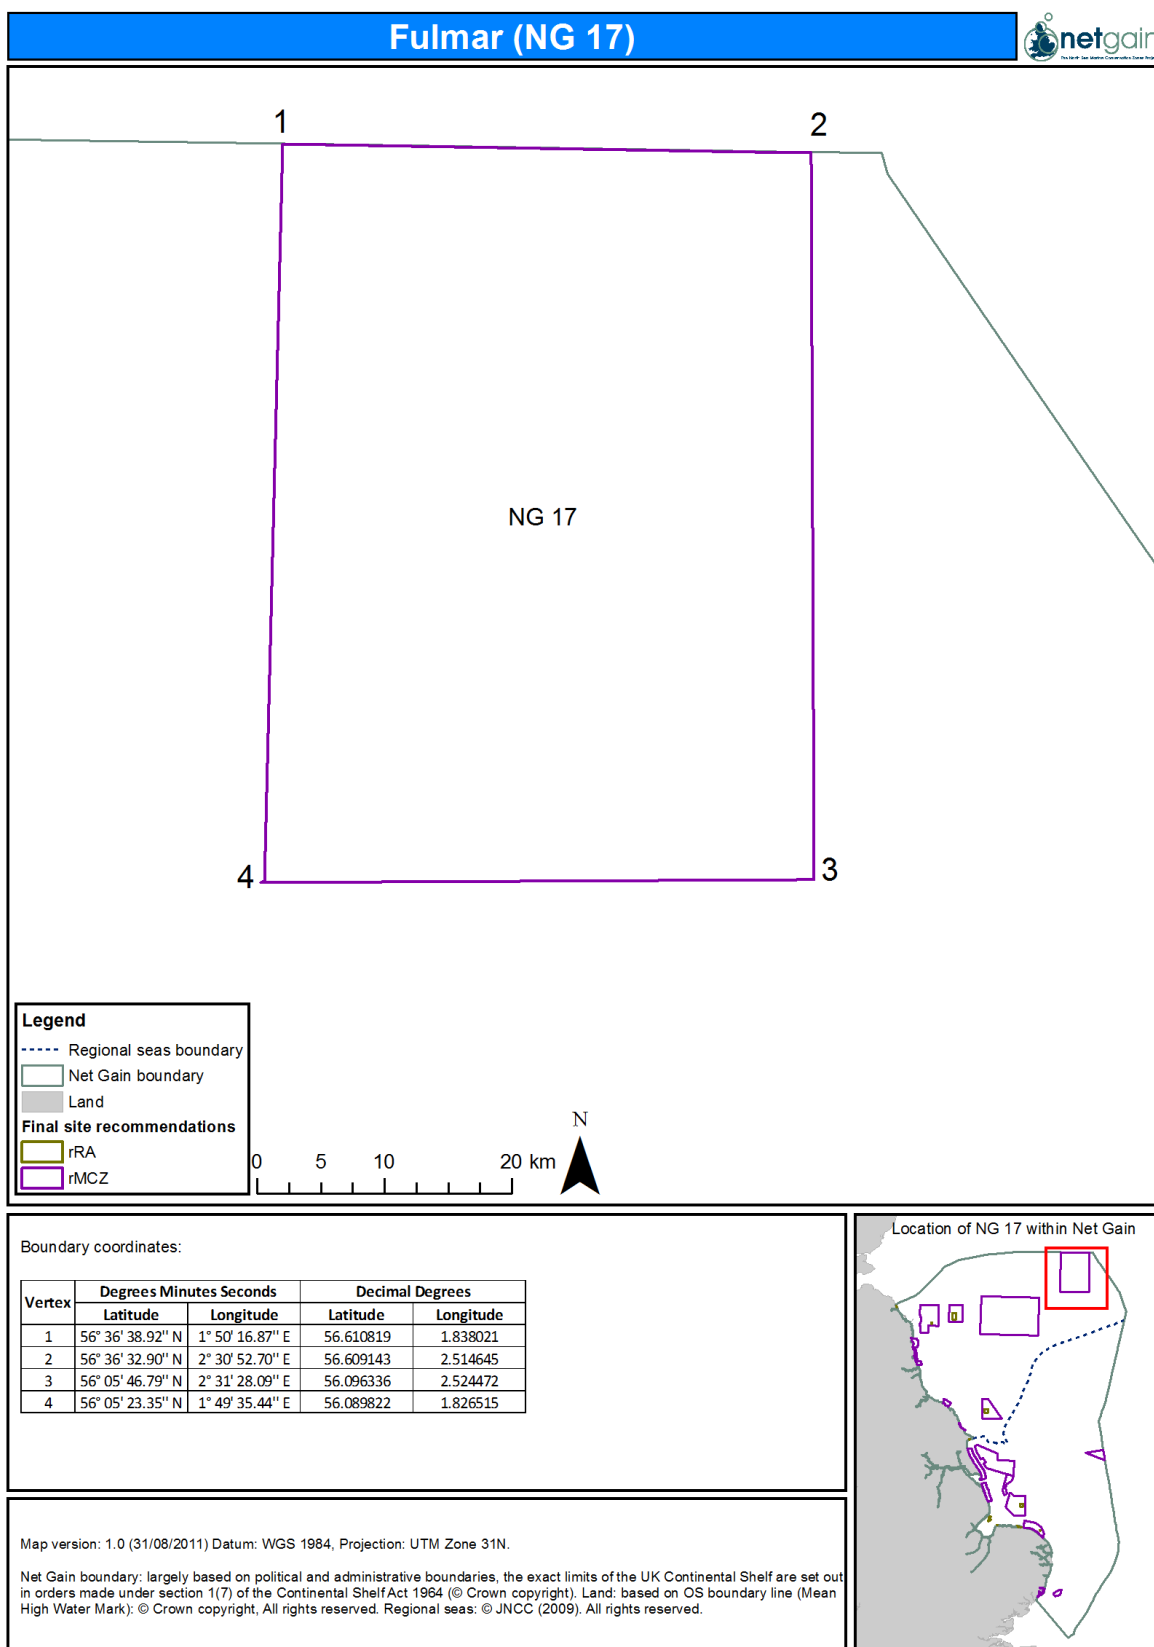 Fulmar (NG 17)
netgain
1
2
NG 17
4
3
Legend
Regional seas boundary
Net Gain boundary
Land
Final site recommendations
rRA
rMCZ
0 5 10 20 km
N
Boundary coordinates:
Vertex Degrees Minutes Seconds Decimal Degrees
Latitude Longitude Latitude Longitude
1 56° 36' 38.92'' N 1° 50' 16.87'' E 56.610819 1.838021
2 56° 36' 32.90'' N 2° 30' 52.70'' E 56.609143 2.514645
3 56° 05' 46.79'' N 2° 31' 28.09'' E 56.096336 2.524472
4 56° 05' 23.35'' N 1° 49' 35.44'' E 56.089822 1.826515
Location of NG 17 within Net Gain
Map version: 1.0 (31/08/2011) Datum: WGS 1984, Projection: UTM Zone 31N.
Net Gain boundary: largely based on political and administrative boundaries, the exact limits of the UK Continental Shelf are set out
in orders made under section 1(7) of the Continental Shelf Act 1964 (© Crown copyright). Land: based on OS boundary line (Mean
High Water Mark): © Crown copyright, All rights reserved. Regional seas: © JNCC (2009). All rights reserved.